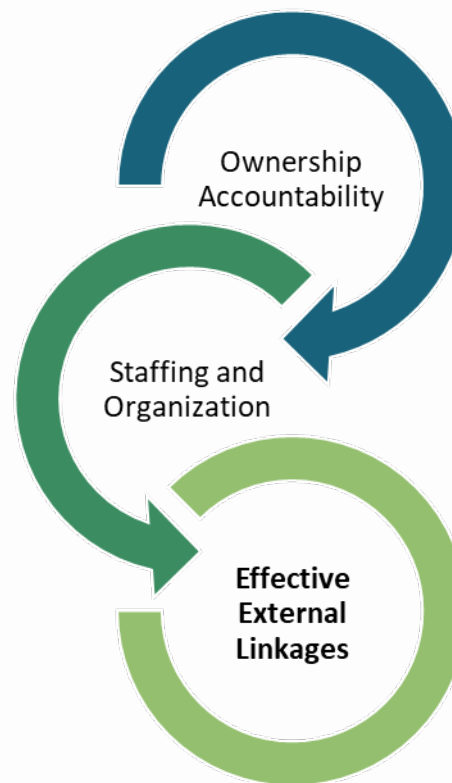 Ownership
Accountability
Staffing and
Organization
Effective
External
Linkages